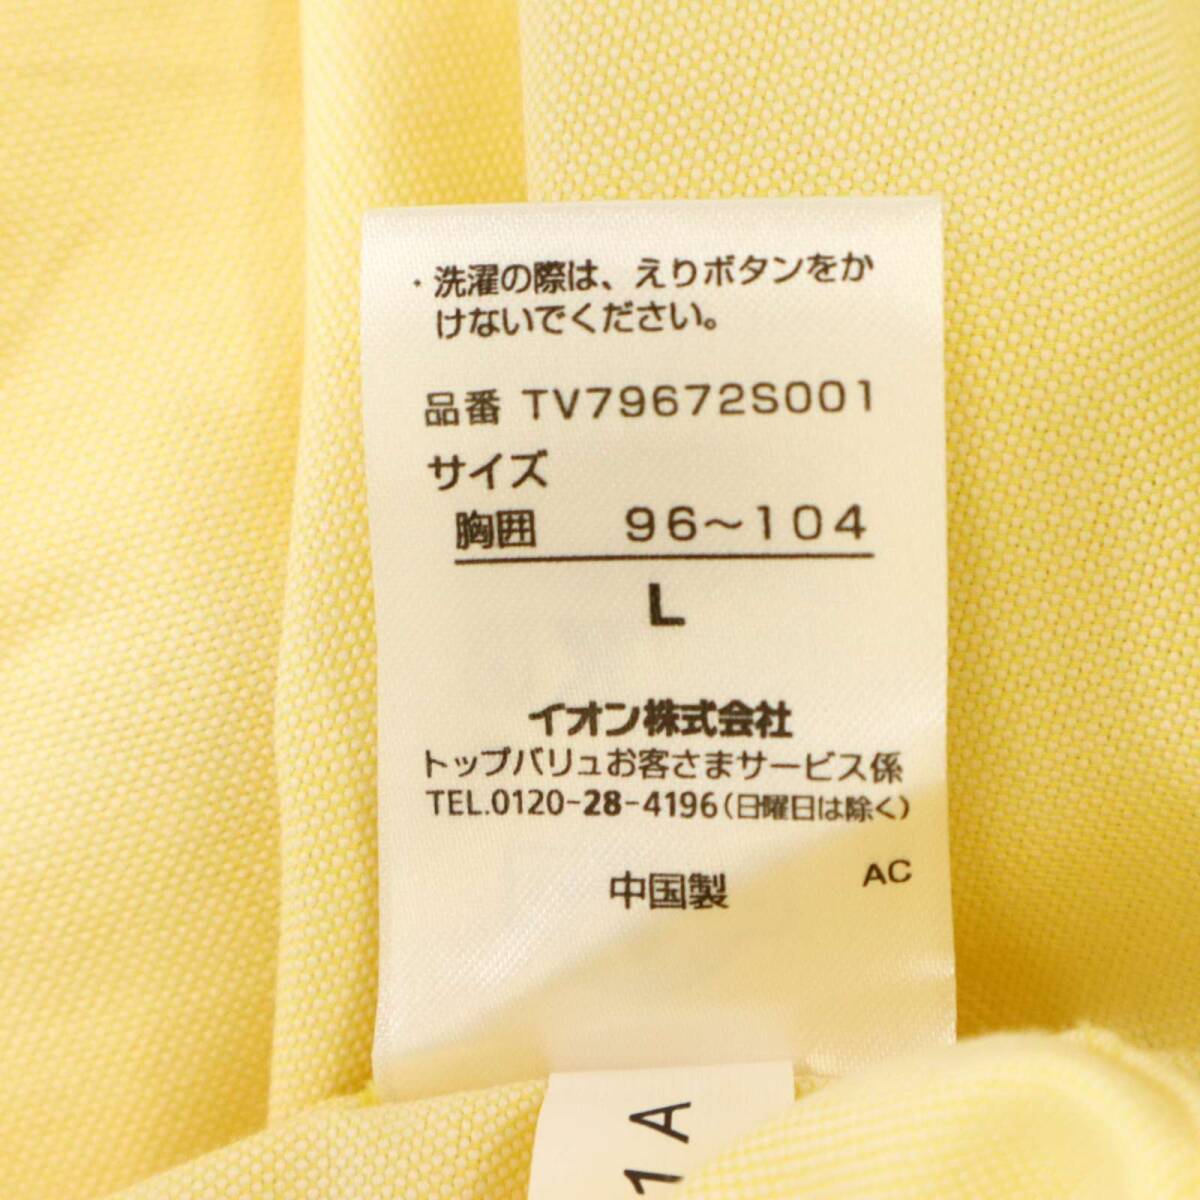 ・洗濯の際は、えりボタンをか
けないでください。
品番 TV79672S001
サイズ
胸囲 96～104
L
イオン株式会社
トップバリュお客さまサービス係
TEL.0120-28-4196(日曜日は除く)
中国製 AC
1A